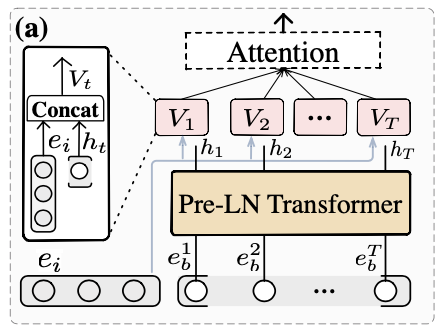 (a)
Attention
V_t
Concat
e_i h_t
V_1 V_2 ... V_T
h_1 h_2 h_T
Pre-LN Transformer
e_i e_b^1 e_b^2 e_b^T
...